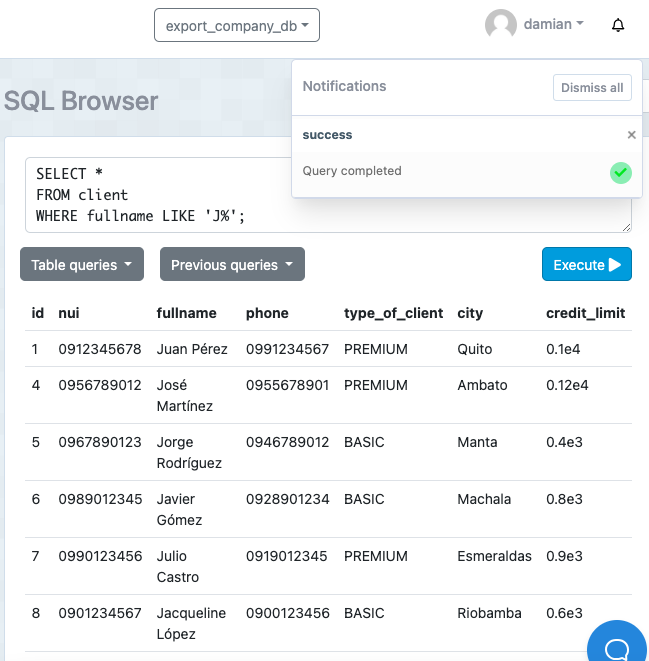 export_company_db
damian
SQL Browser
Notifications
Dismiss all
success
×
Query completed
SELECT *
FROM client
WHERE fullname LIKE 'J%';
Table queries
Previous queries
Execute
id nui fullname phone type_of_client city credit_limit
1 0912345678 Juan Pérez 0991234567 PREMIUM Quito 0.1e4
4 0956789012 José 0955678901 PREMIUM Ambato 0.12e4
Martínez
5 0967890123 Jorge 0946789012 BASIC Manta 0.4e3
Rodríguez
6 0989012345 Javier 0928901234 BASIC Machala 0.8e3
Gómez
7 0990123456 Julio 0919012345 PREMIUM Esmeraldas 0.9e3
Castro
8 0901234567 Jacqueline 0900123456 BASIC Riobamba 0.6e3
López